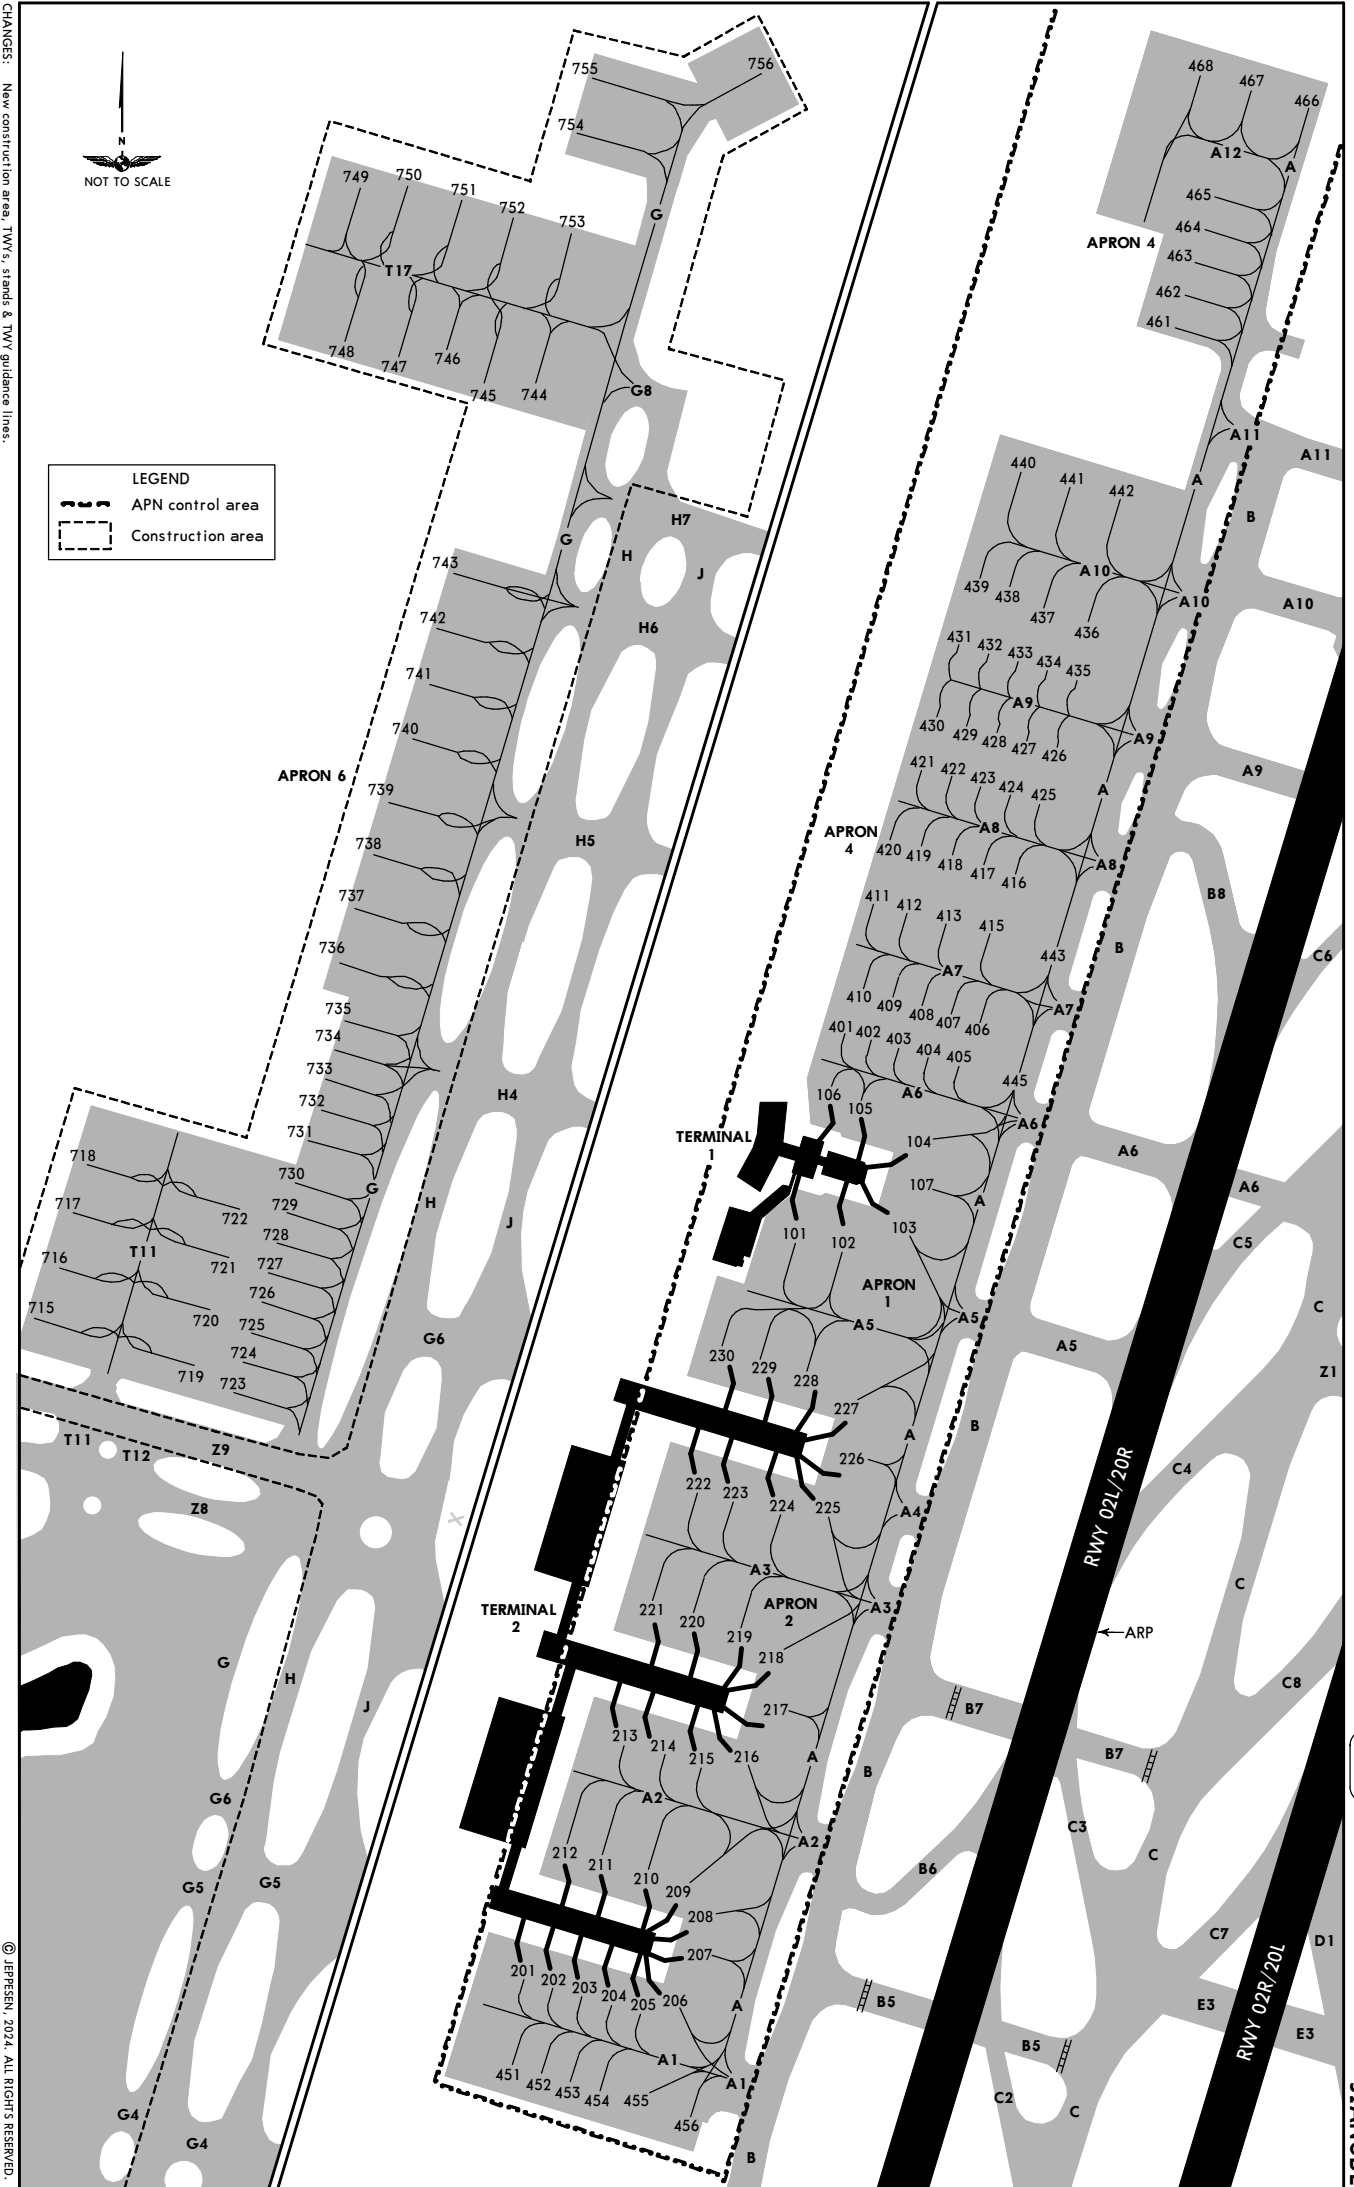 CHANGES: New construction area, TWYs, stands & TWY guidance lines.
© JEPPESEN, 2024. ALL RIGHTS RESERVED.
N
NOT TO SCALE
LEGEND
APN control area
Construction area
755
756
754
G
749
750
751
752
753
T17
748
747
746
745
744
G8
468
467
466
A12
A
465
464
463
462
461
APRON 4
A11
A11
A
B
440
441
442
A10
A10
A10
439
438
437
436
H7
G
H
J
H6
743
742
741
740
739
738
737
736
735
734
733
732
731
730
729
728
727
726
725
724
723
APRON 6
H5
H4
G
H
J
G6
718
717
716
715
722
721
720
719
T11
T11
T12
Z9
Z8
X
431
432
433
434
435
A9
A9
A9
430
429
428
427
426
421
422
423
424
425
A
A8
A8
420
419
418
417
416
APRON
4
411
412
413
415
443
A7
A7
410
409
408
407
406
B8
B
C6
401
402
403
404
405
445
A6
A6
A6
A6
106
105
104
107
103
101
102
TERMINAL
1
A
APRON
1
A5
A5
A5
C5
C
Z1
230
229
228
227
226
A
B
222
223
224
225
A4
C4
RWY 02L/20R
A3
A3
APRON
2
221
220
219
218
217
TERMINAL
2
C
ARP
C8
B7
B7
213
214
215
216
A
B
A2
A2
C3
C
B6
212
211
210
209
208
207
201
202
203
204
205
206
A
C7
D1
B5
B5
E3
E3
RWY 02R/20L
A1
A1
451
452
453
454
455
456
C2
C
B
G
H
J
G6
G5
G5
G4
G4